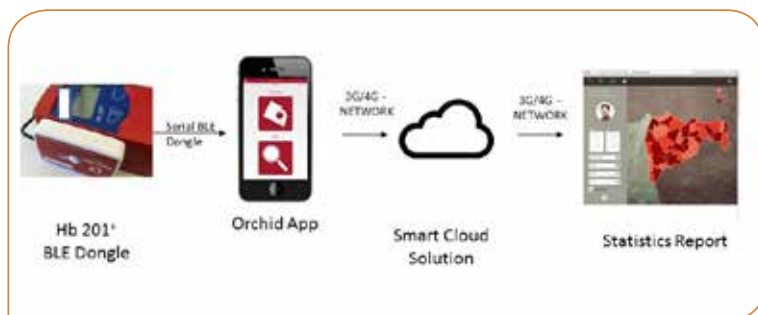 Serial BLE
Dongle
3G/4G -
NETWORK
3G/4G -
NETWORK
Hb 201+
BLE Dongle
Orchid App
Smart Cloud
Solution
Statistics Report